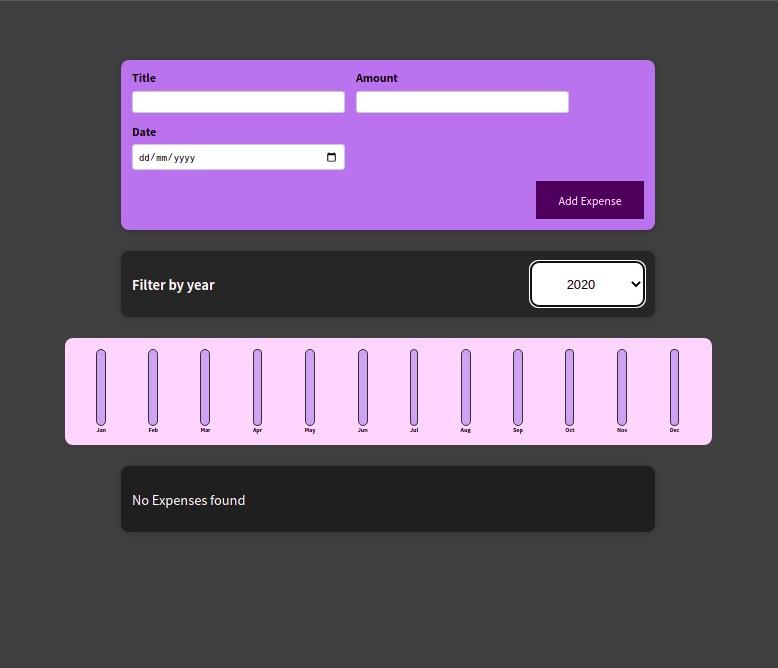 Title Amount
Date
dd/mm/yyyy
Add Expense
Filter by year 2020
Jan Feb Mar Apr May Jun Jul Aug Sep Oct Nov Dec
No Expenses found